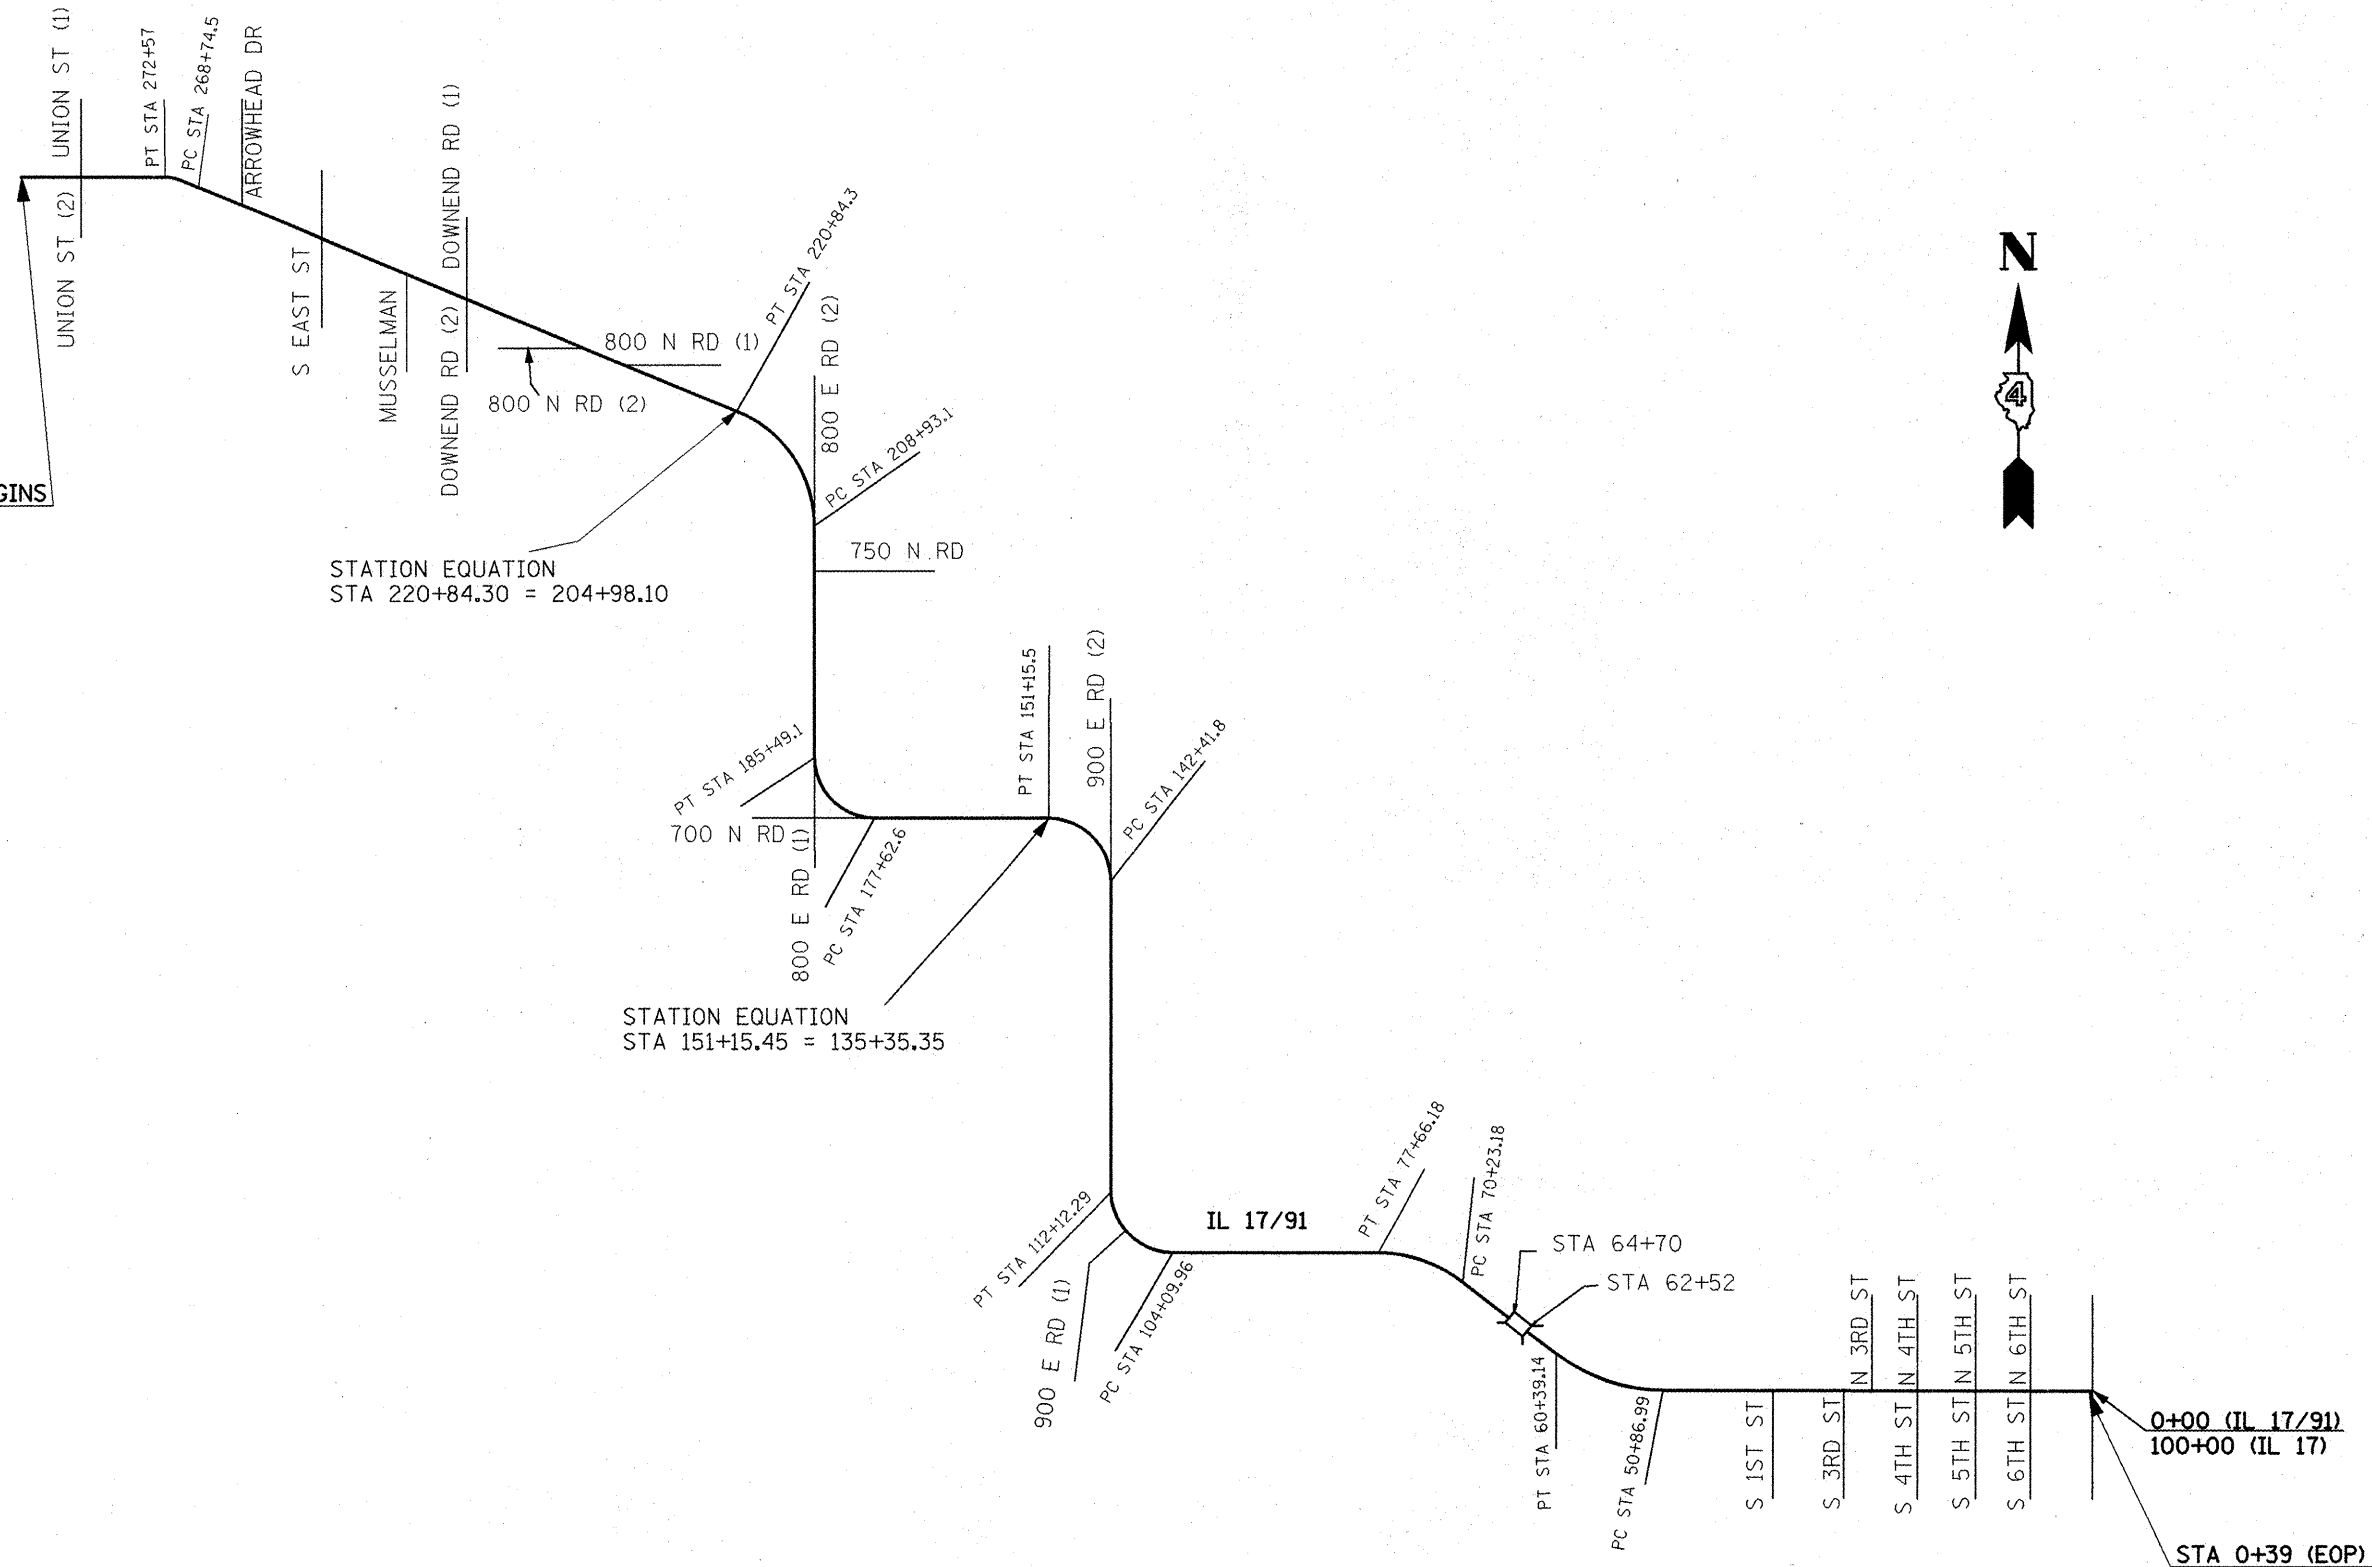 UNION ST (1)
UNION ST (2)
PT STA 272+57
PC STA 268+74.5
ARROWHEAD DR
S EAST ST
MUSSELMAN
DOWNEND RD (1)
DOWNEND RD (2)
800 N RD (1)
800 N RD (2)
PT STA 220+84.3
800 E RD (2)
PC STA 208+93.1
N
4
GINS
750 N RD
STATION EQUATION
STA 220+84.30 = 204+98.10
PT STA 185+49.1
700 N RD
800 E RD (1)
PC STA 177+62.6
PT STA 151+15.5
900 E RD (2)
PC STA 142+41.8
STATION EQUATION
STA 151+15.45 = 135+35.35
PT STA 112+12.29
900 E RD (1)
PC STA 104+09.96
IL 17/91
PT STA 77+66.18
PC STA 70+23.18
STA 64+70
STA 62+52
PT STA 60+39.14
PC STA 50+86.99
S 1ST ST
S 3RD ST
N 3RD ST
S 4TH ST
N 4TH ST
S 5TH ST
N 5TH ST
S 6TH ST
N 6TH ST
0+00 (IL 17/91)
100+00 (IL 17)
STA 0+39 (EOP)